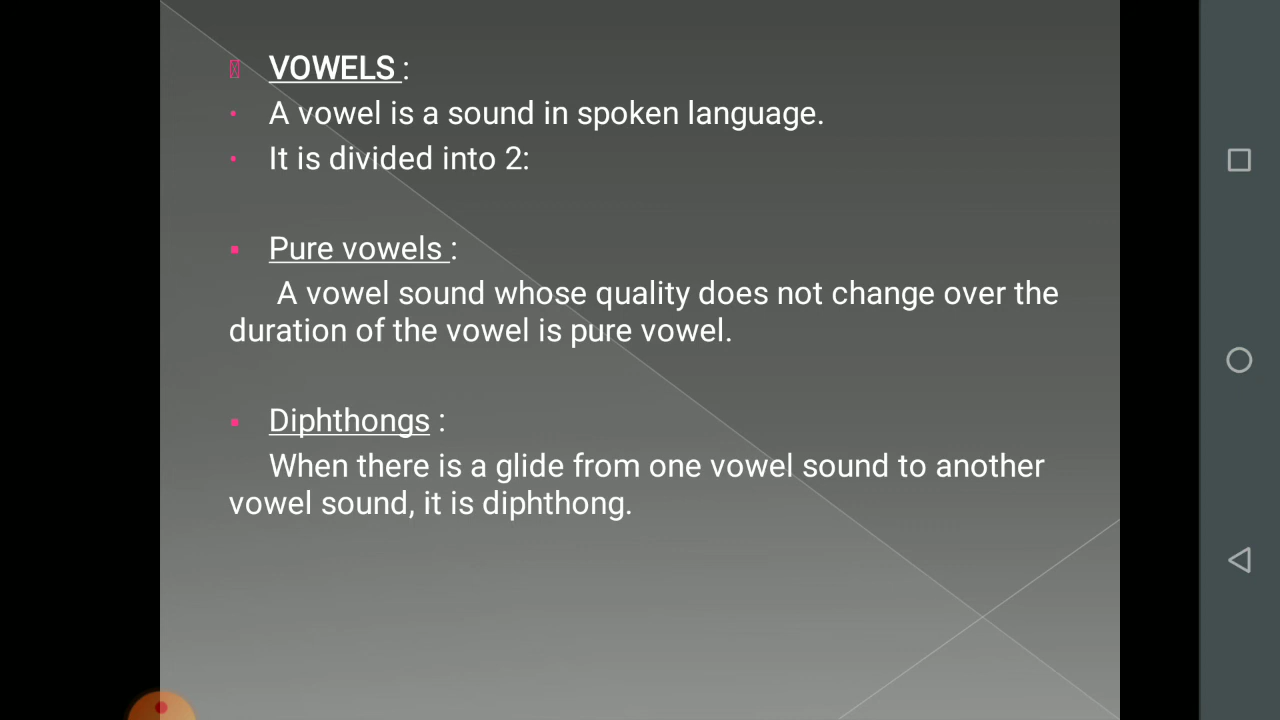 VOWELS :
• A vowel is a sound in spoken language.
• It is divided into 2:
▪ Pure vowels :
A vowel sound whose quality does not change over the
duration of the vowel is pure vowel.
▪ Diphthongs :
When there is a glide from one vowel sound to another
vowel sound, it is diphthong.